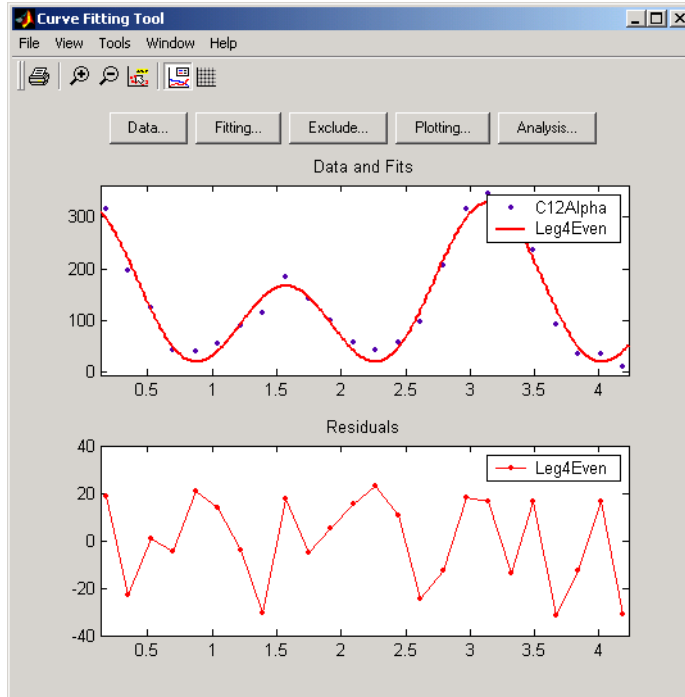 Curve Fitting Tool
File View Tools Window Help
Data... Fitting... Exclude... Plotting... Analysis...
Data and Fits
C12Alpha
Leg4Even
300
200
100
0
0.5 1 1.5 2 2.5 3 3.5 4
Residuals
Leg4Even
40
20
0
-20
-40
0.5 1 1.5 2 2.5 3 3.5 4